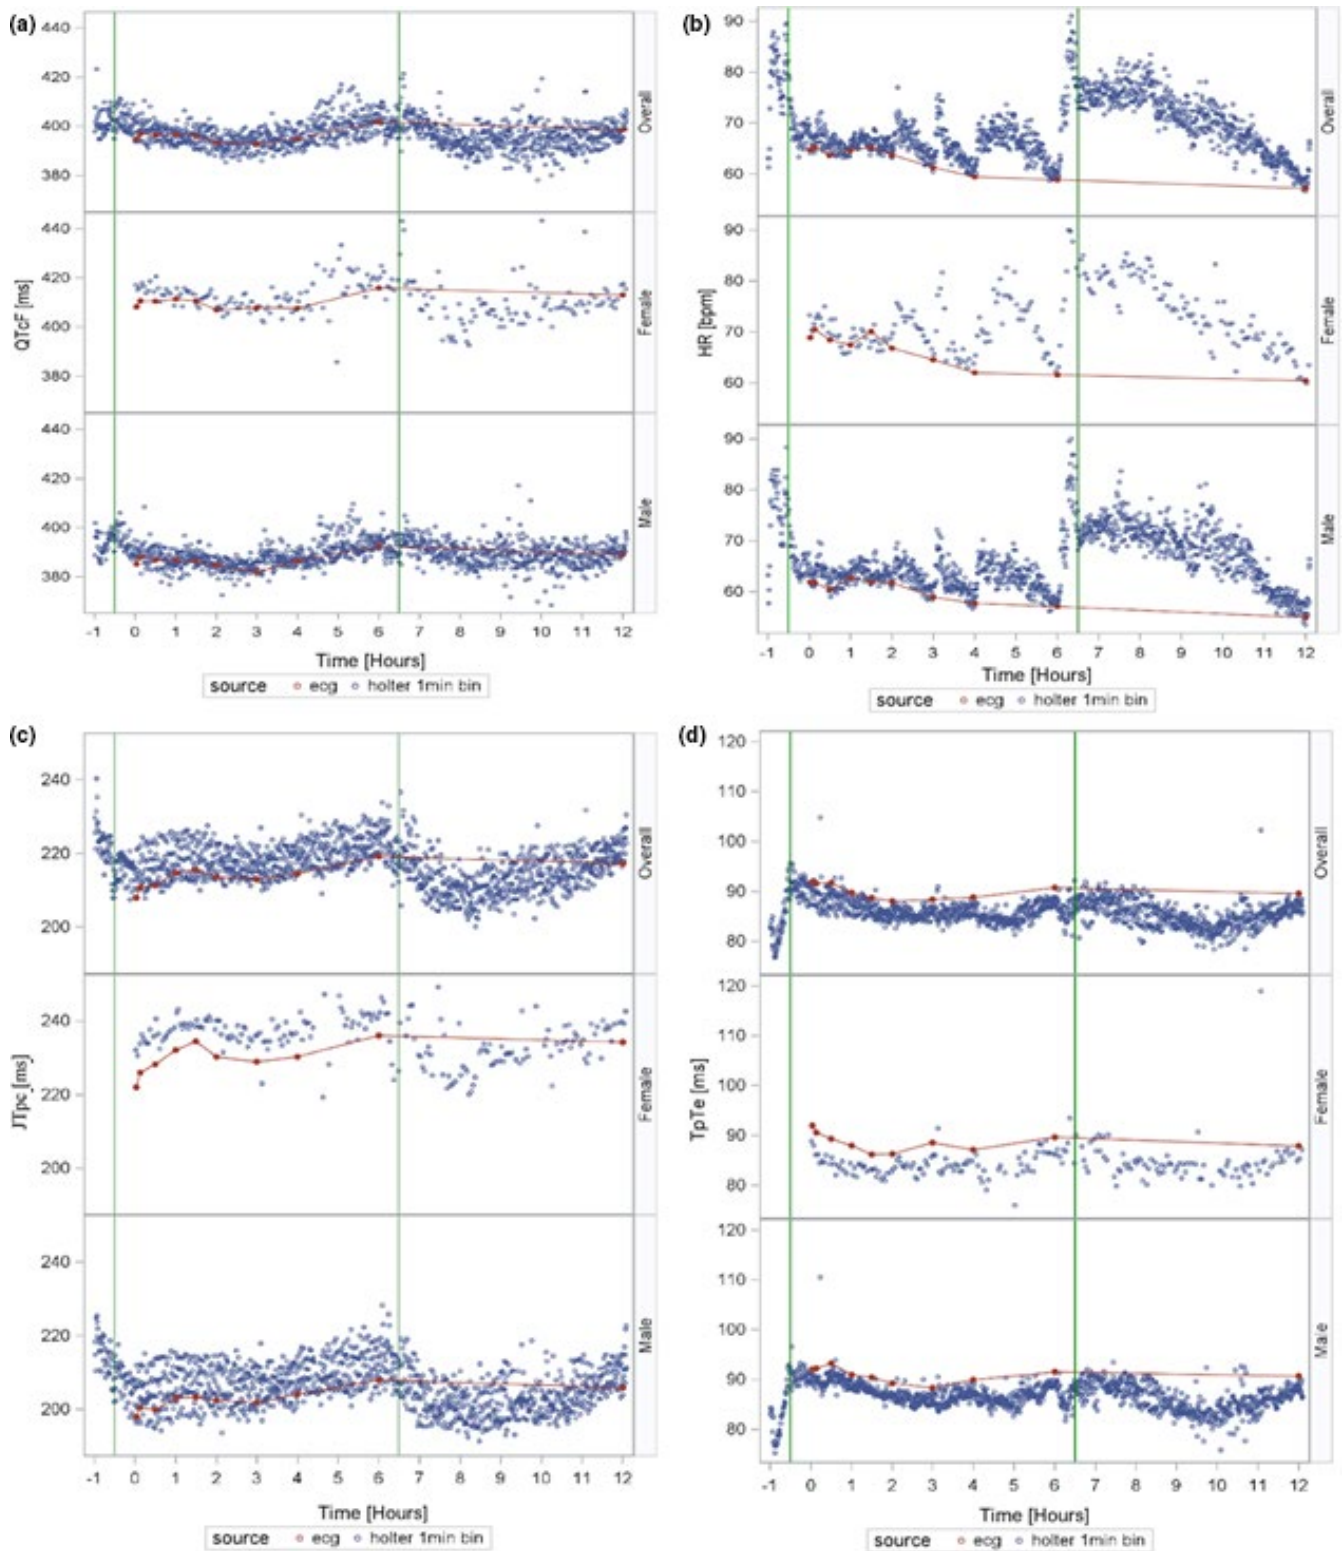 (a)
440
420
400
380
Overall
440
420
400
380
Female
QTcF [ms]
440
420
400
380
Male
-1 0 1 2 3 4 5 6 7 8 9 10 11 12
Time [Hours]
source ecg holter 1min bin
(b)
90
80
70
60
Overall
90
80
70
60
Female
HR [bpm]
90
80
70
60
Male
-1 0 1 2 3 4 5 6 7 8 9 10 11 12
Time [Hours]
source ecg holter 1min bin
(c)
240
220
200
Overall
240
220
200
Female
JTpc [ms]
240
220
200
Male
-1 0 1 2 3 4 5 6 7 8 9 10 11 12
Time [Hours]
source ecg holter 1min bin
(d)
120
110
100
90
80
Overall
120
110
100
90
80
Female
TpTe [ms]
120
110
100
90
80
Male
-1 0 1 2 3 4 5 6 7 8 9 10 11 12
Time [Hours]
source ecg holter 1min bin